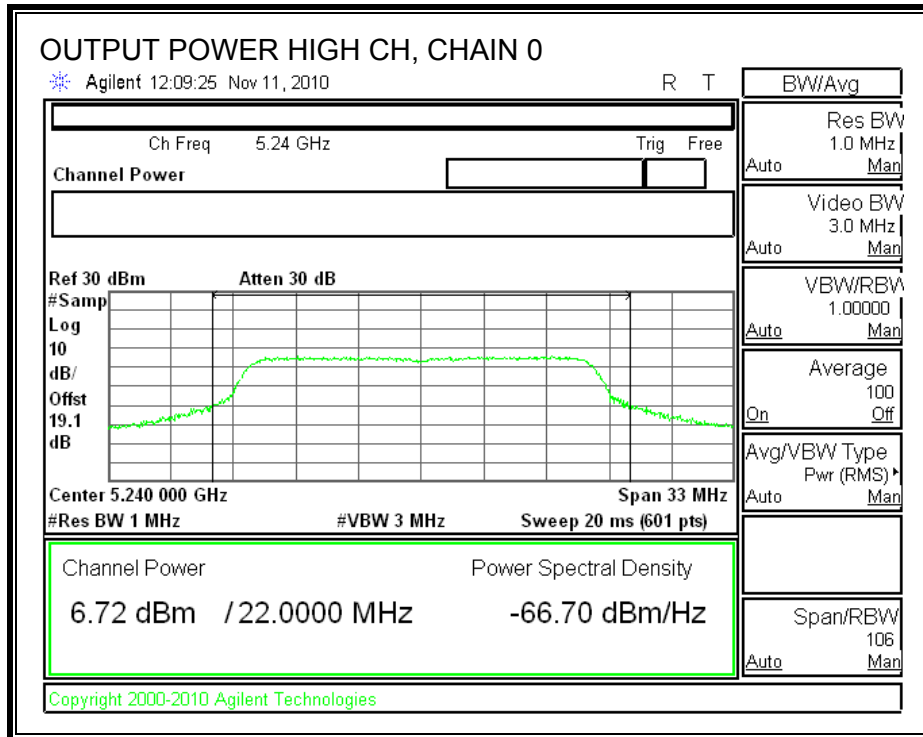 OUTPUT POWER HIGH CH, CHAIN 0
Agilent 12:09:25 Nov 11, 2010 R T
Ch Freq 5.24 GHz Trig Free
Channel Power
Ref 30 dBm Atten 30 dB
#Samp
Log
10
dB/
Offst
19.1
dB
Center 5.240 000 GHz Span 33 MHz
#Res BW 1 MHz #VBW 3 MHz Sweep 20 ms (601 pts)
Channel Power Power Spectral Density
6.72 dBm / 22.0000 MHz -66.70 dBm/Hz
Copyright 2000-2010 Agilent Technologies
BW/Avg
Res BW
1.0 MHz
Auto Man
Video BW
3.0 MHz
Auto Man
VBW/RBW
1.00000
Auto Man
Average
100
On Off
Avg/VBW Type
Pwr (RMS)
Auto Man
Span/RBW
106
Auto Man